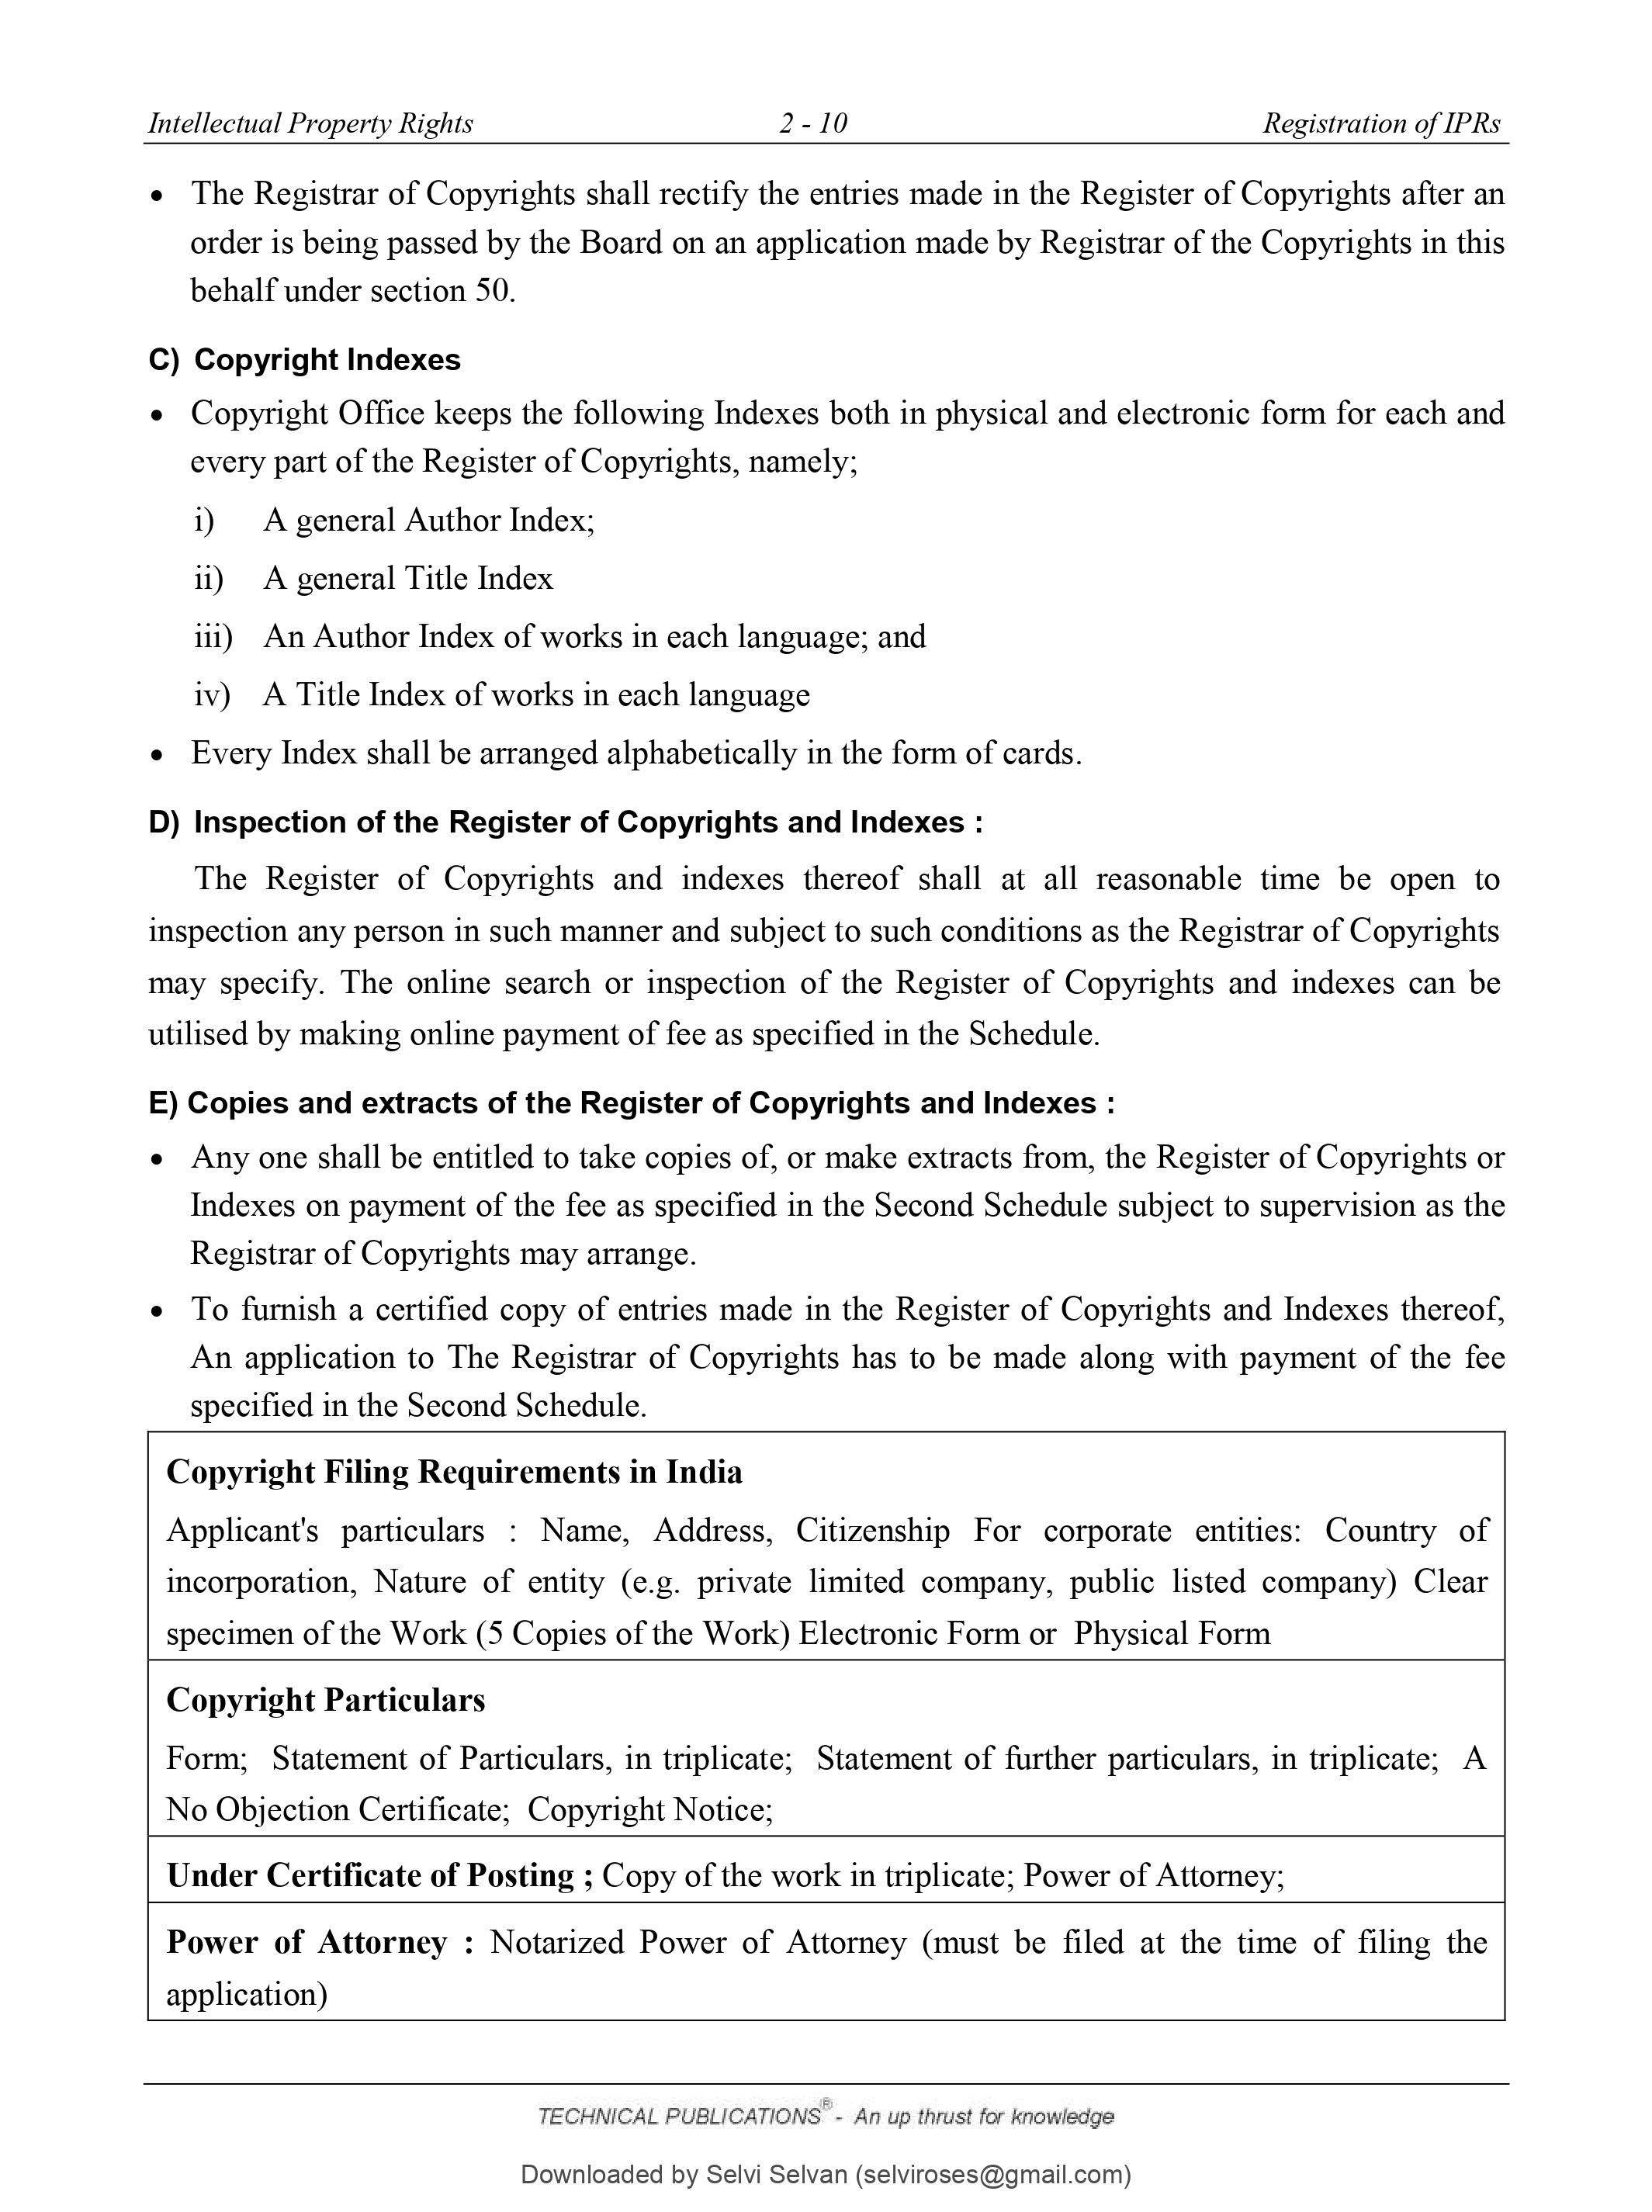 Intellectual Property Rights 2 - 10 Registration of IPRs
• The Registrar of Copyrights shall rectify the entries made in the Register of Copyrights after an
order is being passed by the Board on an application made by Registrar of the Copyrights in this
behalf under section 50.
C) Copyright Indexes
• Copyright Office keeps the following Indexes both in physical and electronic form for each and
every part of the Register of Copyrights, namely;
i) A general Author Index;
ii) A general Title Index
iii) An Author Index of works in each language; and
iv) A Title Index of works in each language
• Every Index shall be arranged alphabetically in the form of cards.
D) Inspection of the Register of Copyrights and Indexes :
The Register of Copyrights and indexes thereof shall at all reasonable time be open to
inspection any person in such manner and subject to such conditions as the Registrar of Copyrights
may specify. The online search or inspection of the Register of Copyrights and indexes can be
utilised by making online payment of fee as specified in the Schedule.
E) Copies and extracts of the Register of Copyrights and Indexes :
• Any one shall be entitled to take copies of, or make extracts from, the Register of Copyrights or
Indexes on payment of the fee as specified in the Second Schedule subject to supervision as the
Registrar of Copyrights may arrange.
• To furnish a certified copy of entries made in the Register of Copyrights and Indexes thereof,
An application to The Registrar of Copyrights has to be made along with payment of the fee
specified in the Second Schedule.
Copyright Filing Requirements in India
Applicant's particulars : Name, Address, Citizenship For corporate entities: Country of
incorporation, Nature of entity (e.g. private limited company, public listed company) Clear
specimen of the Work (5 Copies of the Work) Electronic Form or Physical Form
Copyright Particulars
Form; Statement of Particulars, in triplicate; Statement of further particulars, in triplicate; A
No Objection Certificate; Copyright Notice;
Under Certificate of Posting ; Copy of the work in triplicate; Power of Attorney;
Power of Attorney : Notarized Power of Attorney (must be filed at the time of filing the
application)
TECHNICAL PUBLICATIONS® - An up thrust for knowledge
Downloaded by Selvi Selvan (selviroses@gmail.com)